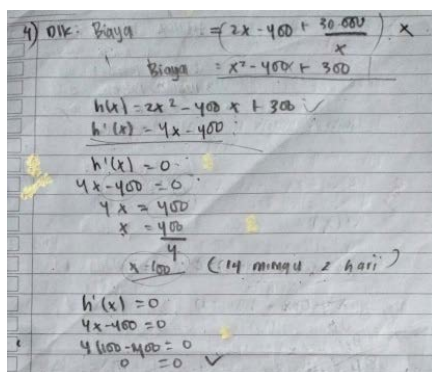 4) Dik: Biaya = (2x - 400 + 30.000/x) . x
Biaya = x² - 400x + 300
h(x) = 2x² - 400x + 300 ✓
h'(x) = 4x - 400
h'(x) = 0
4x - 400 = 0
4x = 400
x = 400/4
x = 100 (14 minggu 2 hari)
h'(x) = 0
4x - 400 = 0
4(100 - 400 = 0
0 = 0 ✓